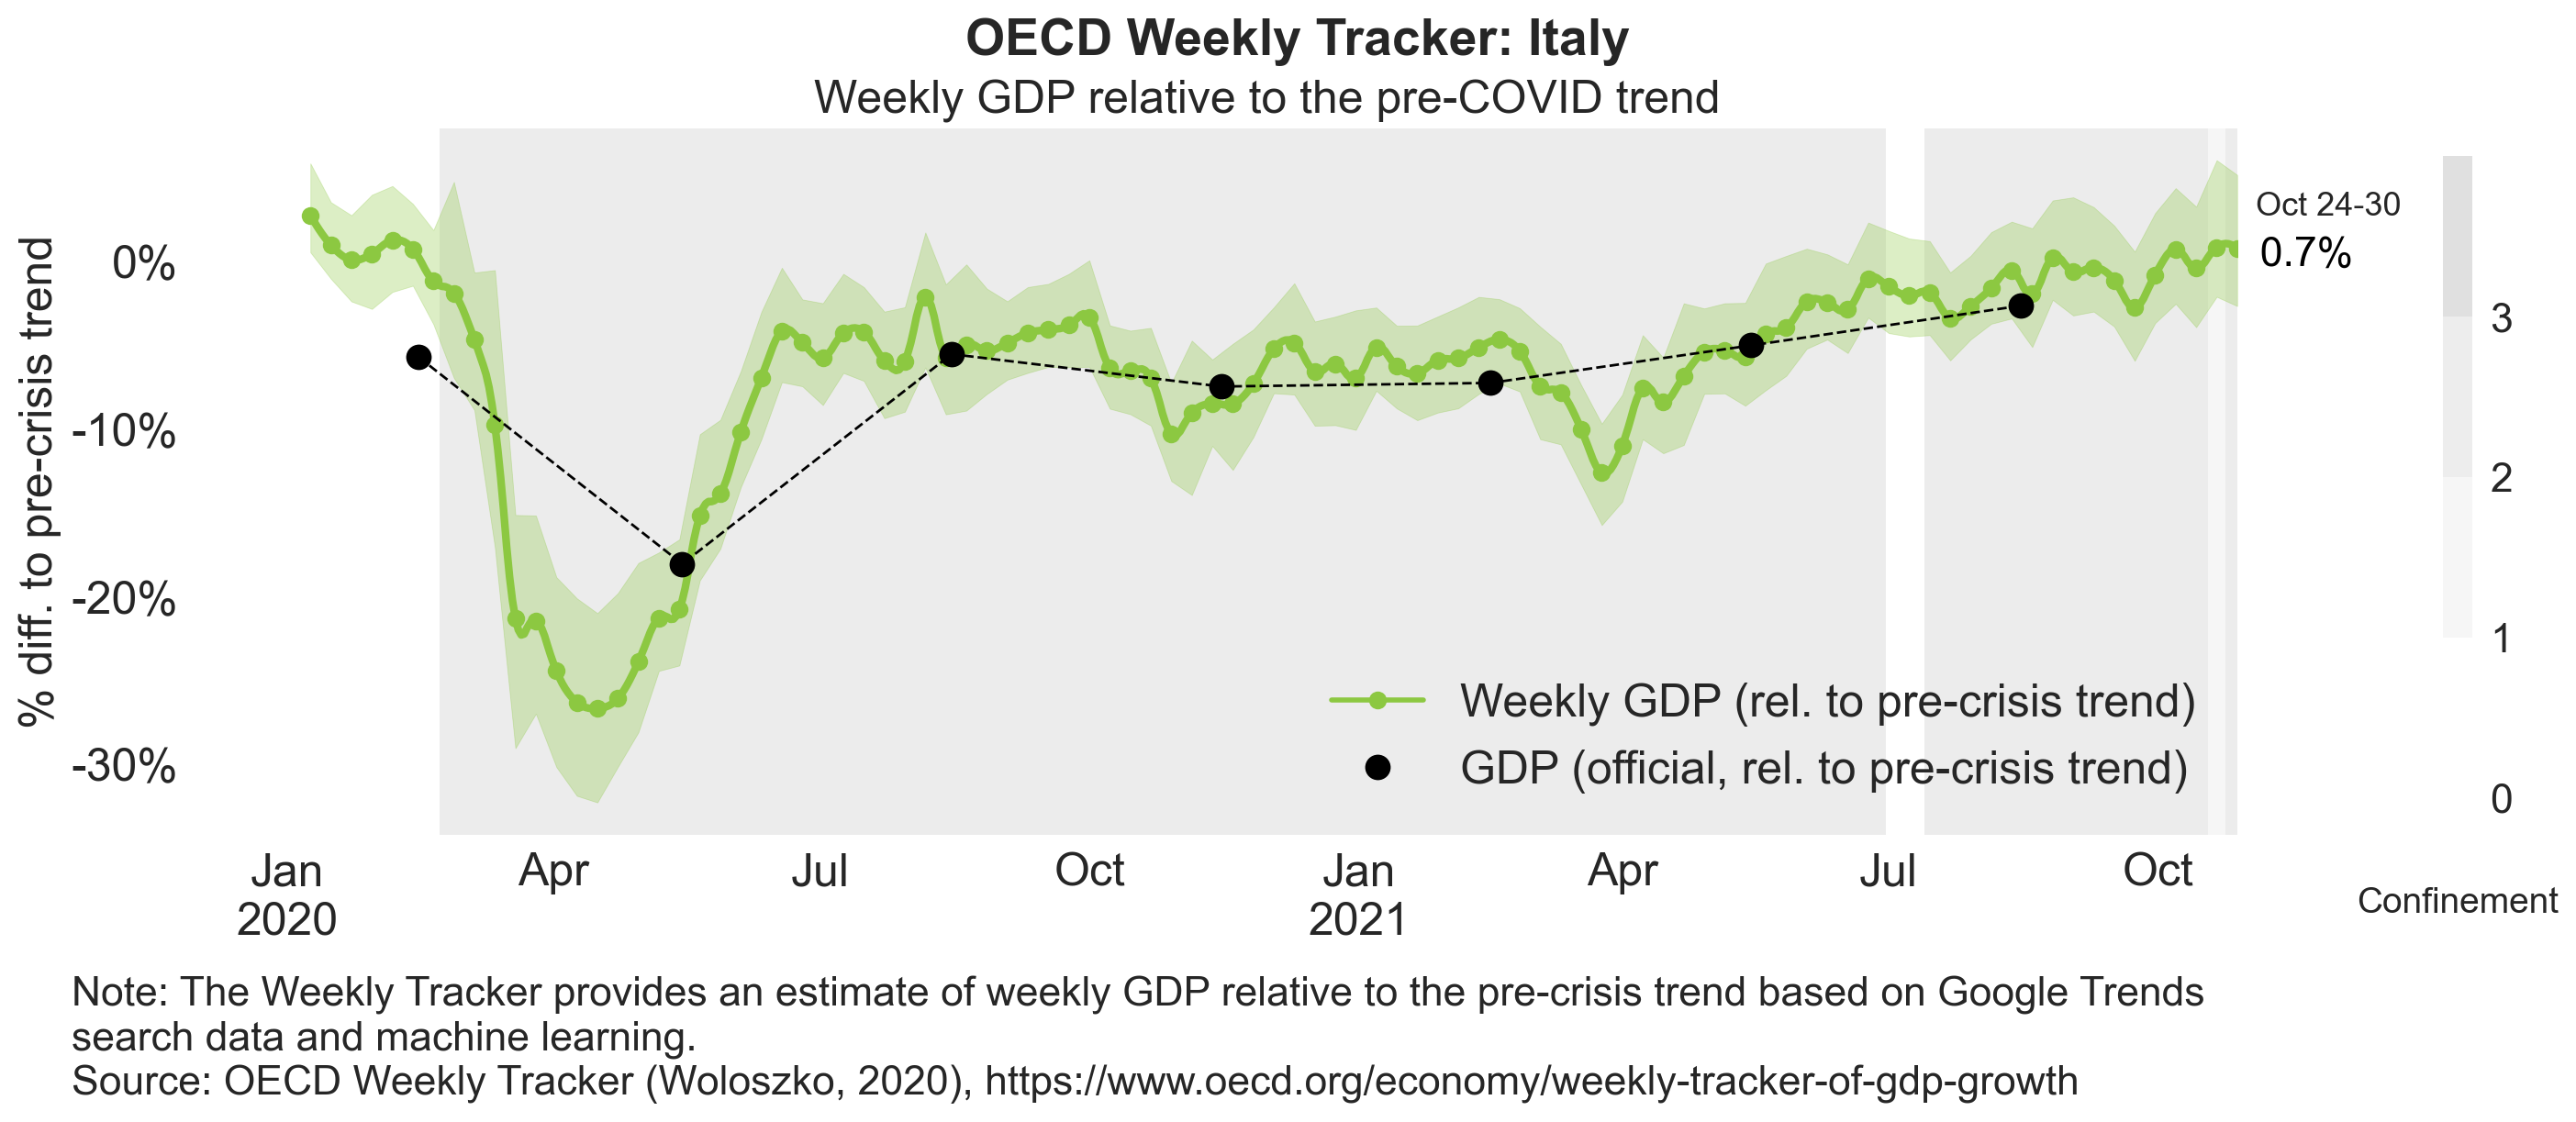 OECD Weekly Tracker: Italy
Weekly GDP relative to the pre-COVID trend
% diff. to pre-crisis trend
0%
-10%
-20%
-30%
Oct 24-30
0.7%
3
2
1
0
Confinement
Weekly GDP (rel. to pre-crisis trend)
GDP (official, rel. to pre-crisis trend)
Jan Apr Jul Oct Jan Apr Jul Oct
2020 2021
Note: The Weekly Tracker provides an estimate of weekly GDP relative to the pre-crisis trend based on Google Trends
search data and machine learning.
Source: OECD Weekly Tracker (Woloszko, 2020), https://www.oecd.org/economy/weekly-tracker-of-gdp-growth